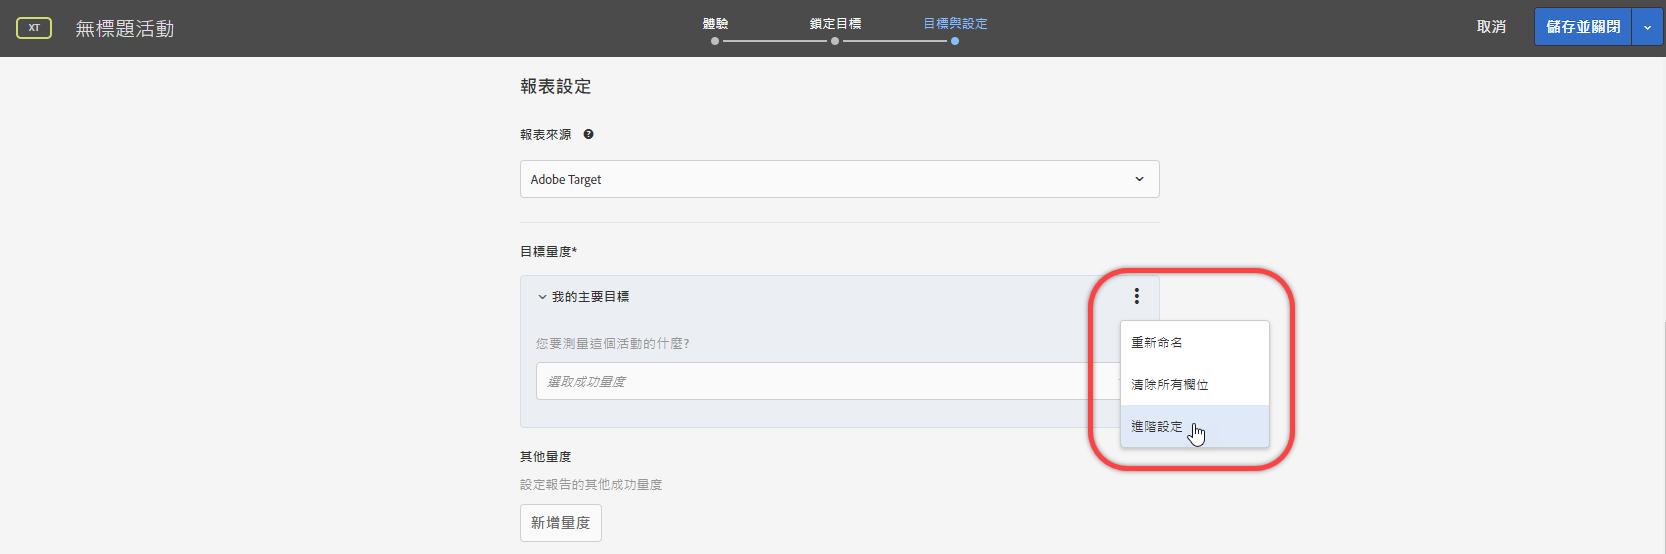 XT
無標題活動
體驗
鎖定目標
目標與設定
取消
儲存並關閉
報表設定
報表來源
Adobe Target
目標量度*
我的主要目標
您要測量這個活動的什麼?
選取成功量度
重新命名
清除所有欄位
進階設定
其他量度
設定報告的其他成功量度
新增量度